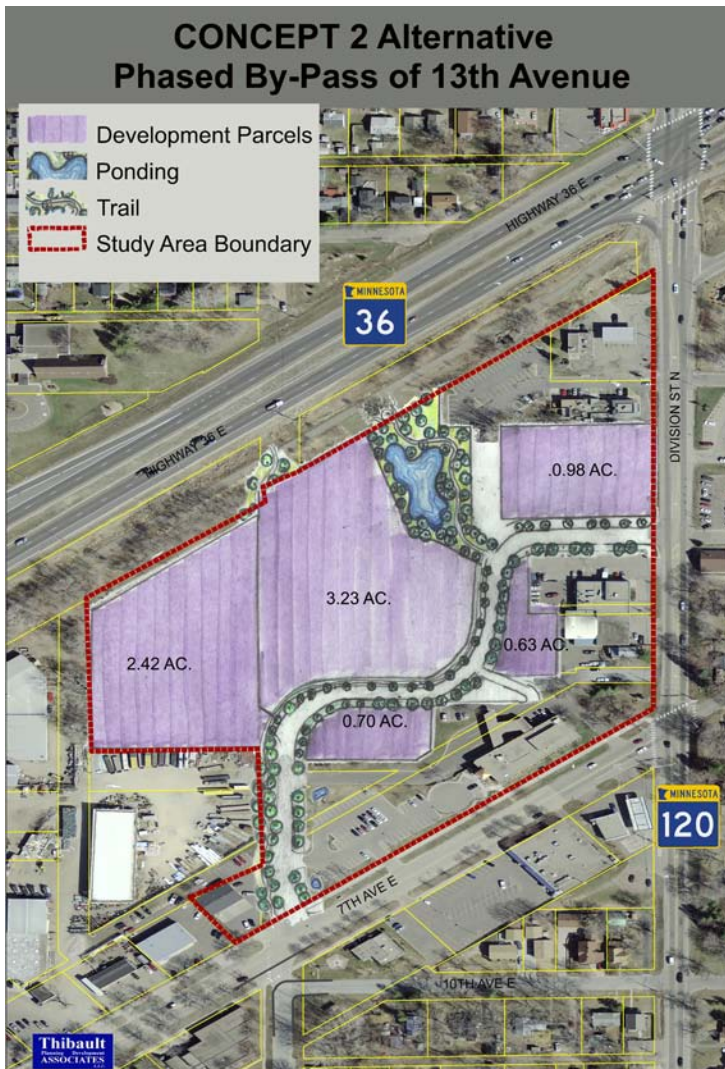 CONCEPT 2 Alternative
Phased By-Pass of 13th Avenue
Development Parcels
Ponding
Trail
Study Area Boundary
HIGHWAY 36 E
MINNESOTA
36
HIGHWAY 36 E
DIVISION ST N
.0.98 AC.
3.23 AC.
2.42 AC.
0.63 AC.
0.70 AC.
MINNESOTA
120
7TH AVE E
10TH AVE E
Thibault
Planning Development
ASSOCIATES